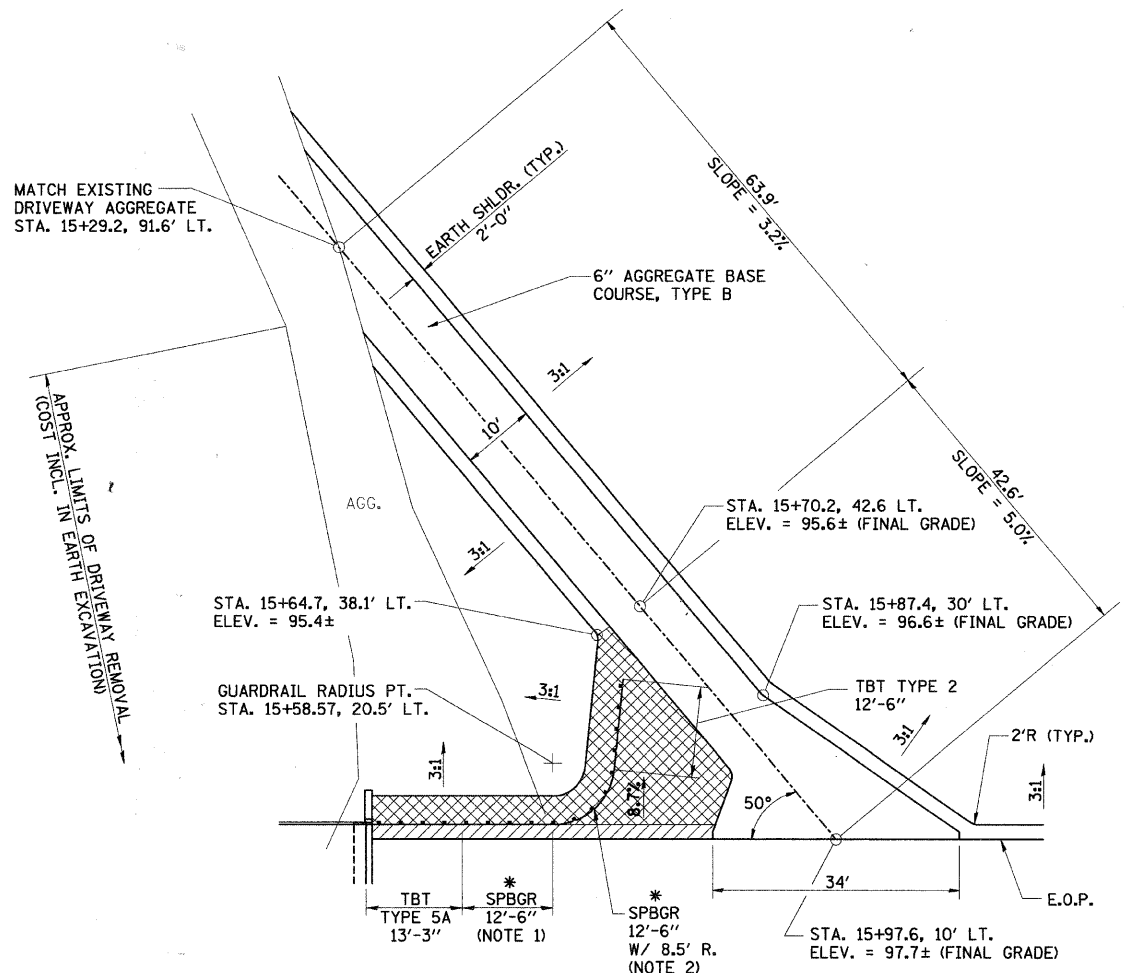 63.9'
SLOPE = 3.2%
MATCH EXISTING
DRIVEWAY AGGREGATE
STA. 15+29.2, 91.6' LT.
EARTH SHLDR. (TYP.)
2'-0"
6" AGGREGATE BASE
COURSE, TYPE B
3:1
10'
APPROX. LIMITS OF DRIVEWAY REMOVAL
(COST INCL. IN EARTH EXCAVATION)
AGG.
42.6'
SLOPE = 5.0%
STA. 15+70.2, 42.6 LT.
ELEV. = 95.6± (FINAL GRADE)
3:1
STA. 15+64.7, 38.1' LT.
ELEV. = 95.4±
STA. 15+87.4, 30' LT.
ELEV. = 96.6± (FINAL GRADE)
GUARDRAIL RADIUS PT.
STA. 15+58.57, 20.5' LT.
3:1
TBT TYPE 2
12'-6"
3:1
2'R (TYP.)
3:1
3:1
8.7%
50°
34'
E.O.P.
TBT
TYPE 5A
13'-3"
*
SPBGR
12'-6"
(NOTE 1)
*
SPBGR
12'-6"
W/ 8.5' R.
(NOTE 2)
STA. 15+97.6, 10' LT.
ELEV. = 97.7± (FINAL GRADE)